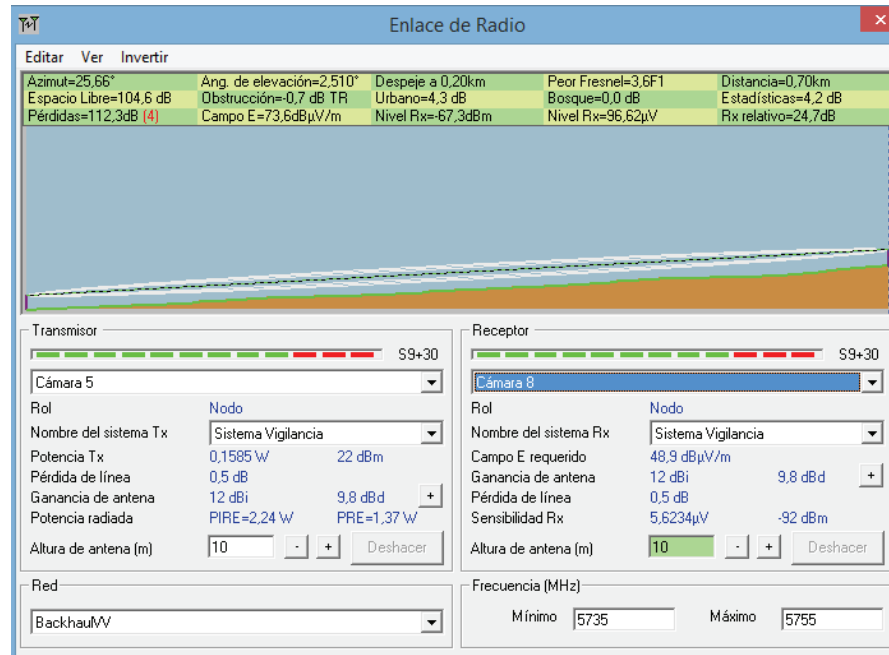 Enlace de Radio
Editar Ver Invertir
Azimut=25,66° Ang. de elevación=2,510° Despeje a 0,20km Peor Fresnel=3,6F1 Distancia=0,70km
Espacio Libre=104,6 dB Obstrucción=-0,7 dB TR Urbano=4,3 dB Bosque=0,0 dB Estadísticas=4,2 dB
Pérdidas=112,3dB (4) Campo E=73,6dBµV/m Nivel Rx=-67,3dBm Nivel Rx=96,62µV Rx relativo=24,7dB
Transmisor
S9+30
Cámara 5
Rol Nodo
Nombre del sistema Tx Sistema Vigilancia
Potencia Tx 0,1585 W 22 dBm
Pérdida de línea 0,5 dB
Ganancia de antena 12 dBi 9,8 dBd +
Potencia radiada PIRE=2,24 W PRE=1,37 W
Altura de antena (m) 10 - + Deshacer
Red
BackhaulVV
Receptor
S9+30
Cámara 8
Rol Nodo
Nombre del sistema Rx Sistema Vigilancia
Campo E requerido 48,9 dBµV/m
Ganancia de antena 12 dBi 9,8 dBd +
Pérdida de línea 0,5 dB
Sensibilidad Rx 5,6234µV -92 dBm
Altura de antena (m) 10 - + Deshacer
Frecuencia (MHz)
Mínimo 5735 Máximo 5755